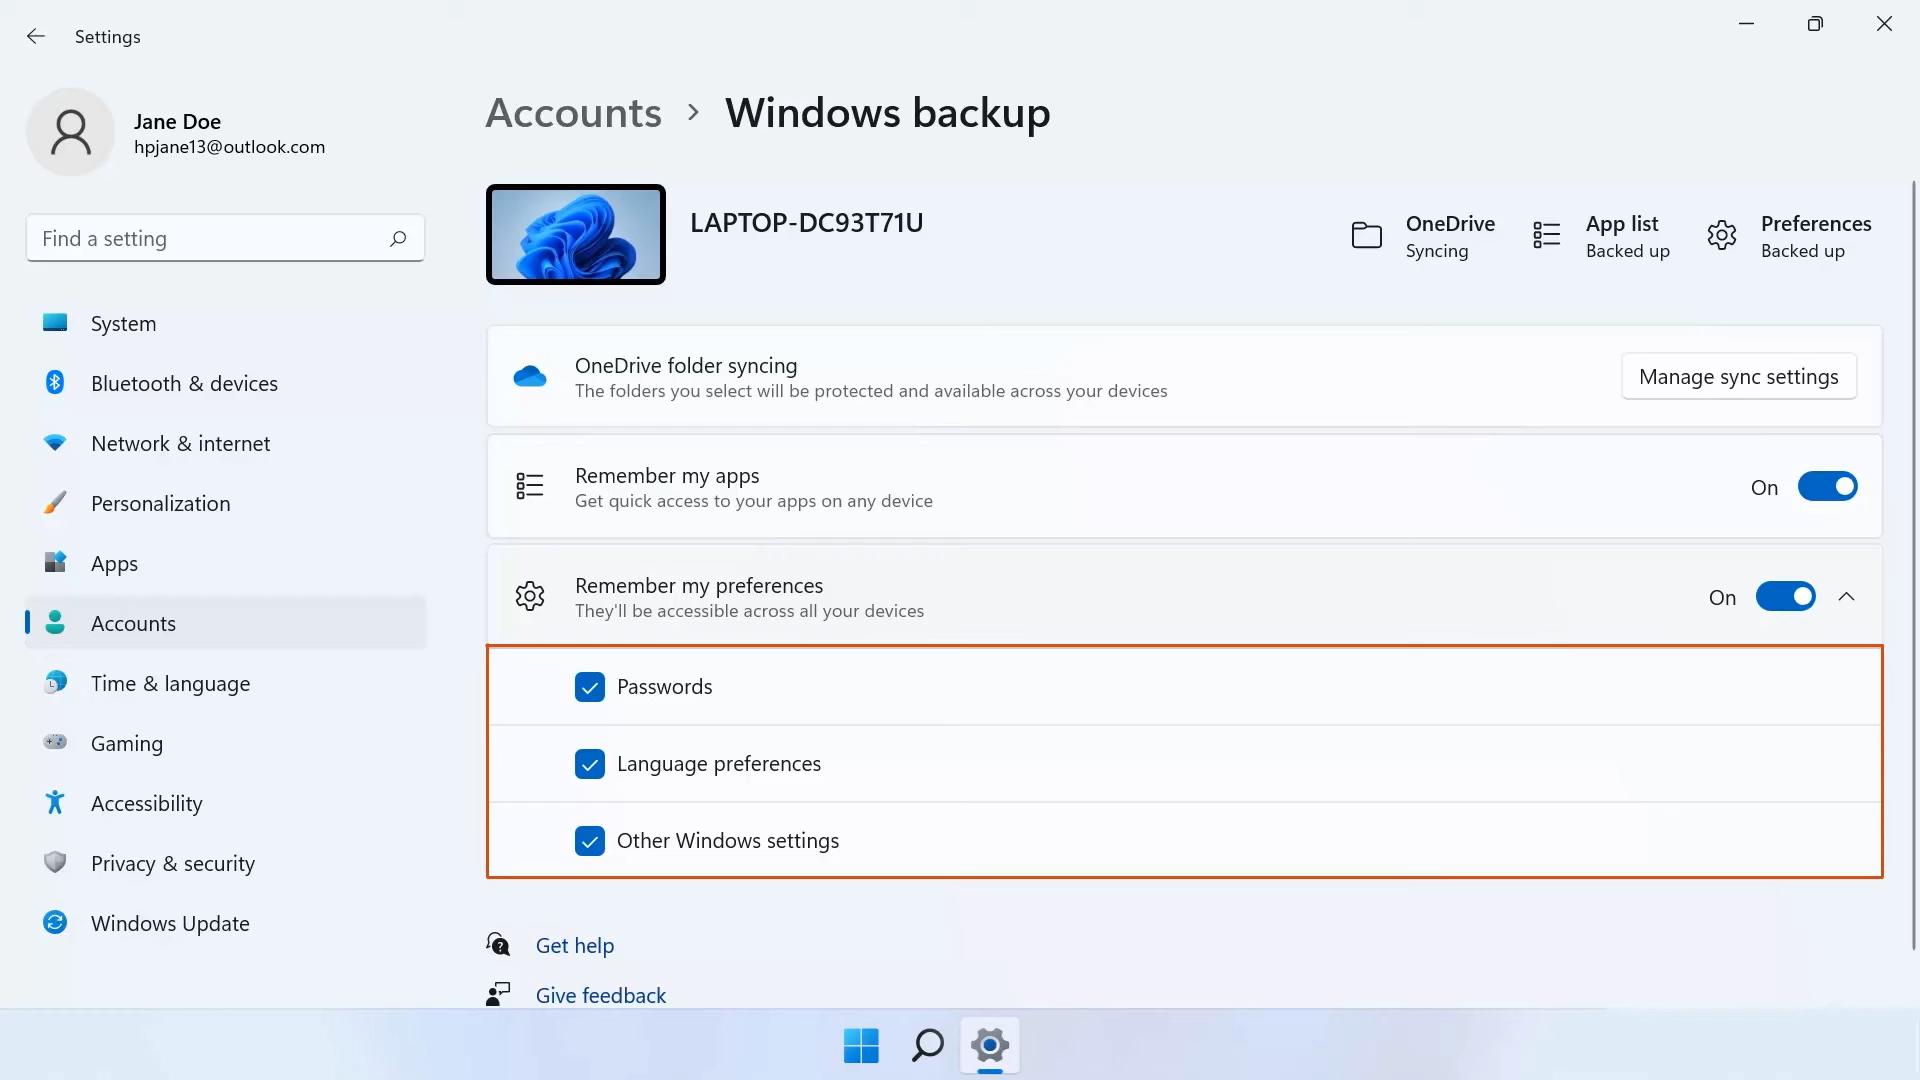 Settings
Jane Doe
hpjane13@outlook.com
Find a setting
System
Bluetooth & devices
Network & internet
Personalization
Apps
Accounts
Time & language
Gaming
Accessibility
Privacy & security
Windows Update
Accounts > Windows backup
LAPTOP-DC93T71U
OneDrive
Syncing
App list
Backed up
Preferences
Backed up
OneDrive folder syncing
The folders you select will be protected and available across your devices
Manage sync settings
Remember my apps
Get quick access to your apps on any device
On
Remember my preferences
They'll be accessible across all your devices
On
Passwords
Language preferences
Other Windows settings
Get help
Give feedback